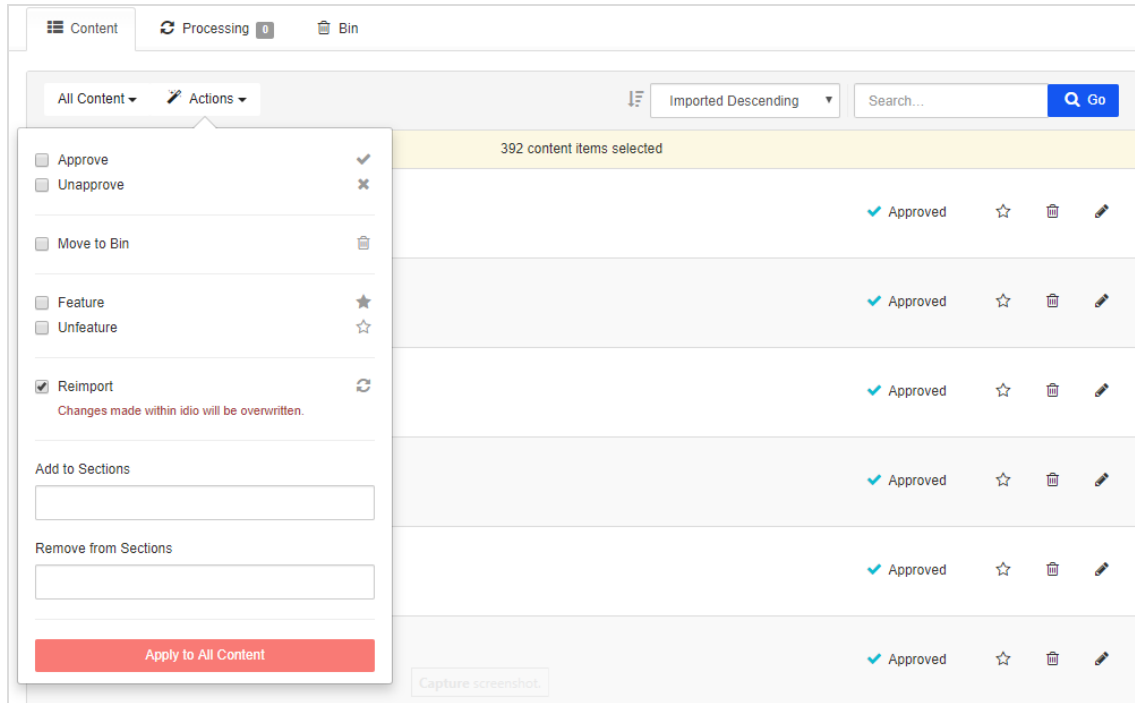 Content Processing 0 Bin
All Content Actions Imported Descending Search... Go
392 content items selected
Approve
Unapprove
Move to Bin
Feature
Unfeature
Reimport
Changes made within idio will be overwritten.
Add to Sections
Remove from Sections
Apply to All Content
Approved
Approved
Approved
Approved
Approved
Approved
Capture screenshot.